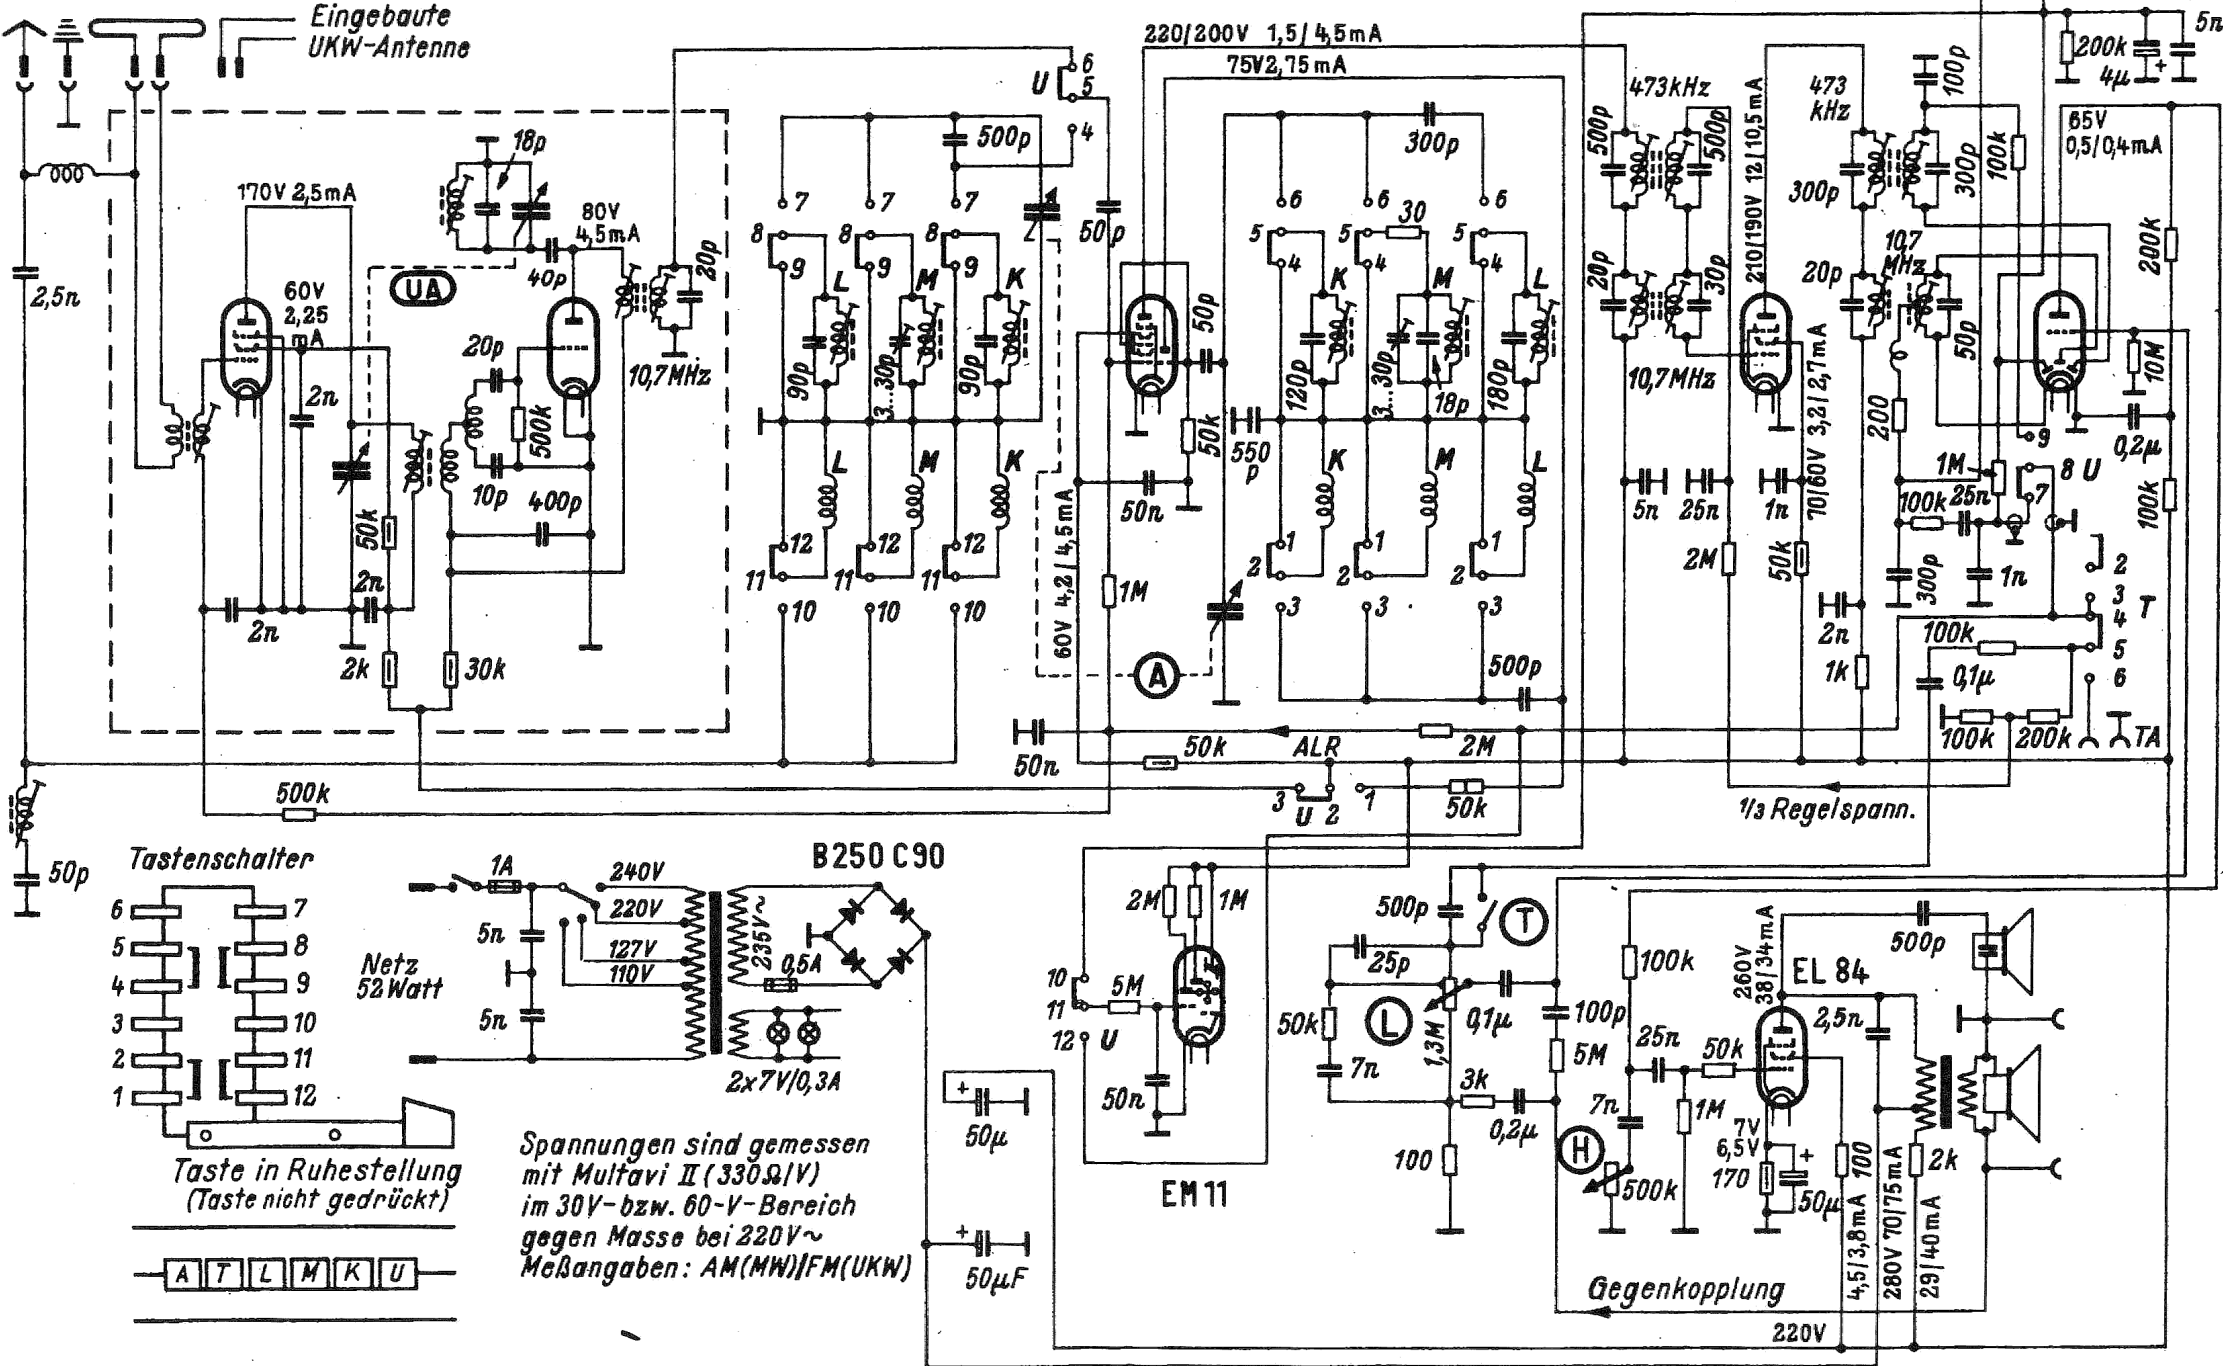 Eingebaute
UKW-Antenne
220/200V 1,5/4,5mA
75V 2,75mA
5n
200k
4µ
+
6
U
5
4
473kHz
500p
500p
210/190V 12/10,5mA
473
kHz
100p
65V
0,5/0,4mA
18p
500p
300p
300p
300p
100k
170V 2,5mA
80V
4,5mA
7
7
7
6
6
6
30
2,5n
UA
60V
2,25
mA
40p
20p
8
8
8
9
9
9
50p
5
5
5
4
4
4
20p
30p
20p
10,7
MHz
200k
L
M
K
K
M
L
50p
50p
20p
10,7MHz
90p
3...30p
90p
120p
3...30p
18p
180p
10,7MHz
70/60V 3,2/2,7mA
200
10M
2n
500k
50k
550
p
9
0,2µ
10p
400p
L
M
K
K
M
L
1M
8 U
7
50k
50n
60V 4,2/4,5mA
5n
25n
1n
100k
25n
100k
12
12
12
11
11
11
1
1
1
2
2
2
2M
50k
300p
1n
2
2n
2n
10
10
10
1M
3
3
3
2n
3
T
4
2k
30k
A
500p
1k
100k
0,1µ
5
6
50n
50k
ALR
2M
100k
200k
TA
500k
3
U
2
1
50k
1/3 Regelspann.
50p
Tastenschalter
1A
240V
B250 C90
220V
127V
110V
235V~
0,5A
5n
5n
Netz
52 Watt
2x7V/0,3A
6
7
5
8
4
9
3
10
2
11
1
12
2M
1M
500p
T
25p
10
11
12
U
5M
L
50k
1,3M
0,1µ
100p
5M
7n
50n
3k
0,2µ
100
EM 11
100k
25n
50k
7n
H
500k
1M
260V
38/34mA
EL 84
500p
2,5n
7V
6,5V
170
+
50µ
100
4,5/3,8mA
280V 70/75mA
2k
29/40mA
+
50µ
+
50µF
Taste in Ruhestellung
(Taste nicht gedrückt)
Spannungen sind gemessen
mit Multavi II (330Ω/V)
im 30V- bzw. 60-V-Bereich
gegen Masse bei 220V~
Meßangaben: AM(MW)/FM(UKW)
A T L M K U
Gegenkopplung
220V